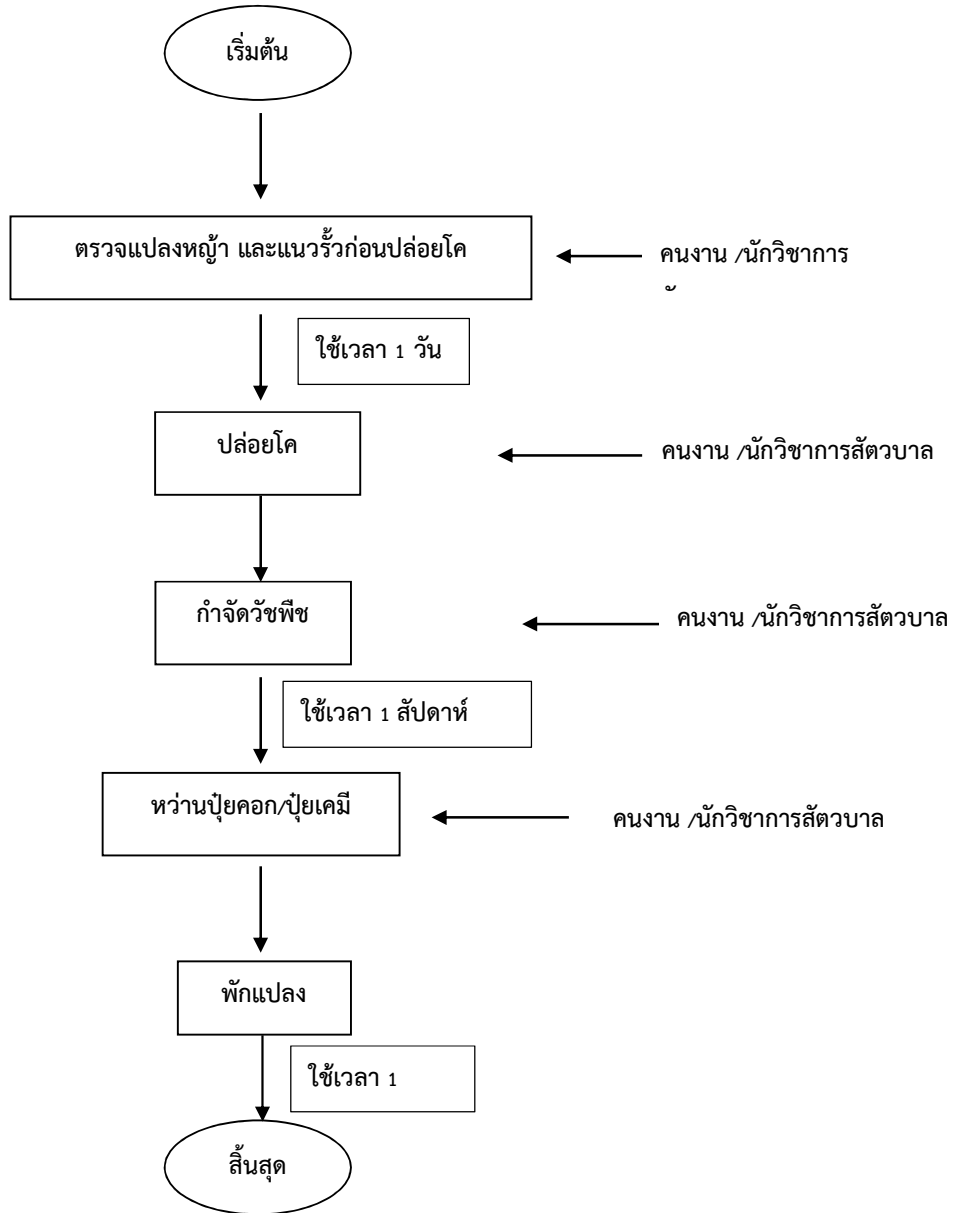 เริ่มต้น
ตรวจแปลงหญ้า และแนวรั้วก่อนปล่อยโค
คนงาน /นักวิชาการ
ใช้เวลา 1 วัน
ปล่อยโค
คนงาน /นักวิชาการสัตวบาล
กำจัดวัชพืช
คนงาน /นักวิชาการสัตวบาล
ใช้เวลา 1 สัปดาห์
หว่านปุ๋ยคอก/ปุ๋ยเคมี
คนงาน /นักวิชาการสัตวบาล
พักแปลง
ใช้เวลา 1
สิ้นสุด